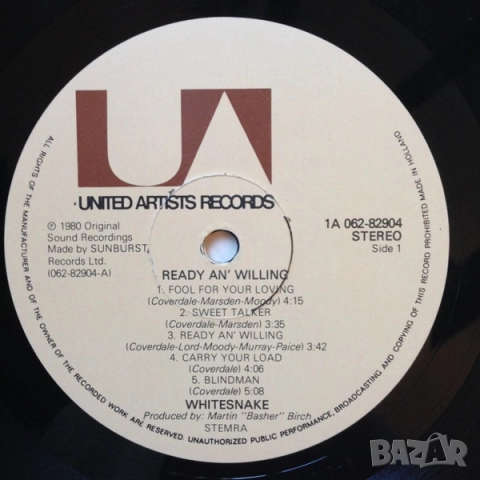 UA
UNITED ARTISTS RECORDS
℗ 1980 Original
Sound Recordings
Made by SUNBURST
Records Ltd.
(062-82904-A)
1A 062-82904
STEREO
Side 1
READY AN' WILLING
1. FOOL FOR YOUR LOVING
(Coverdale-Marsden-Moody) 4:15
2. SWEET TALKER
(Coverdale-Marsden) 3:35
3. READY AN' WILLING
(Coverdale-Lord-Moody-Murray-Paice) 3:42
4. CARRY YOUR LOAD
(Coverdale) 4:06
5. BLINDMAN
(Coverdale) 5:08
WHITESNAKE
Produced by: Martin "Basher" Birch
STEMRA
ALL RIGHTS OF THE MANUFACTURER AND OF THE OWNER OF THE RECORDED WORK ARE RESERVED. UNAUTHORIZED PUBLIC PERFORMANCE, BROADCASTING AND COPYING OF THIS RECORD PROHIBITED MADE IN HOLLAND
BAZAR